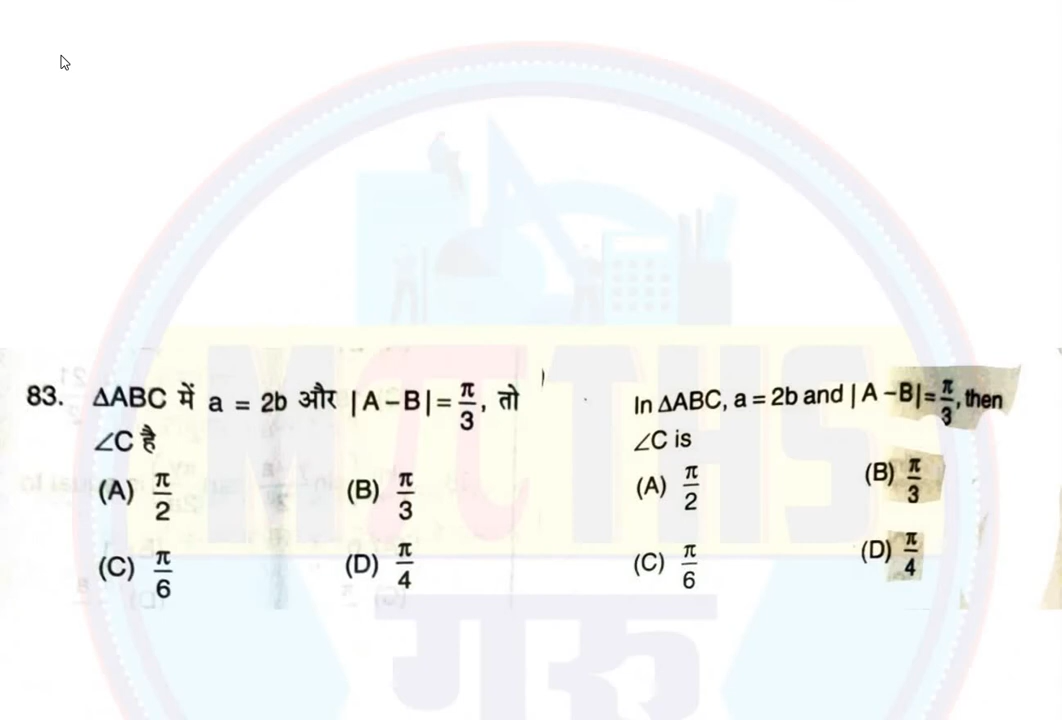 83. ΔABC में a = 2b और |A−B| = π/3, तो
∠C है
(A) π/2 (B) π/3
(C) π/6 (D) π/4
In ΔABC, a = 2b and |A−B| = π/3, then
∠C is
(A) π/2 (B) π/3
(C) π/6 (D) π/4
MπTHS
गुरु